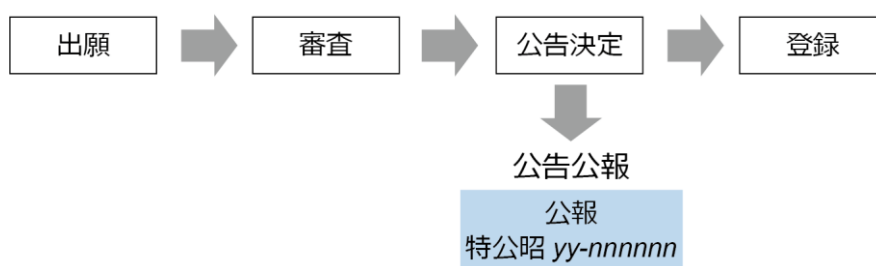 出願
審査
公告決定
登録
公告公報
公報
特公昭 yy-nnnnnn